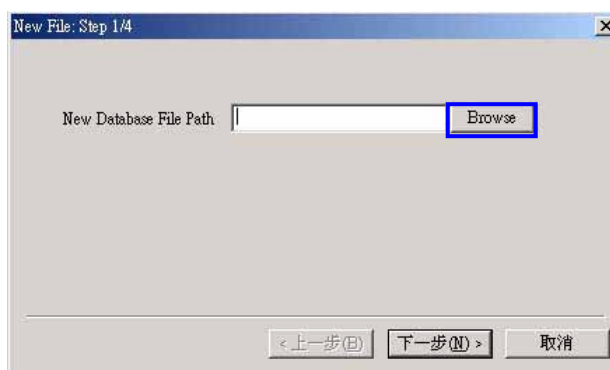 New File: Step 1/4
New Database File Path
Browse
<上一步(B)
下一步(N) >
取消